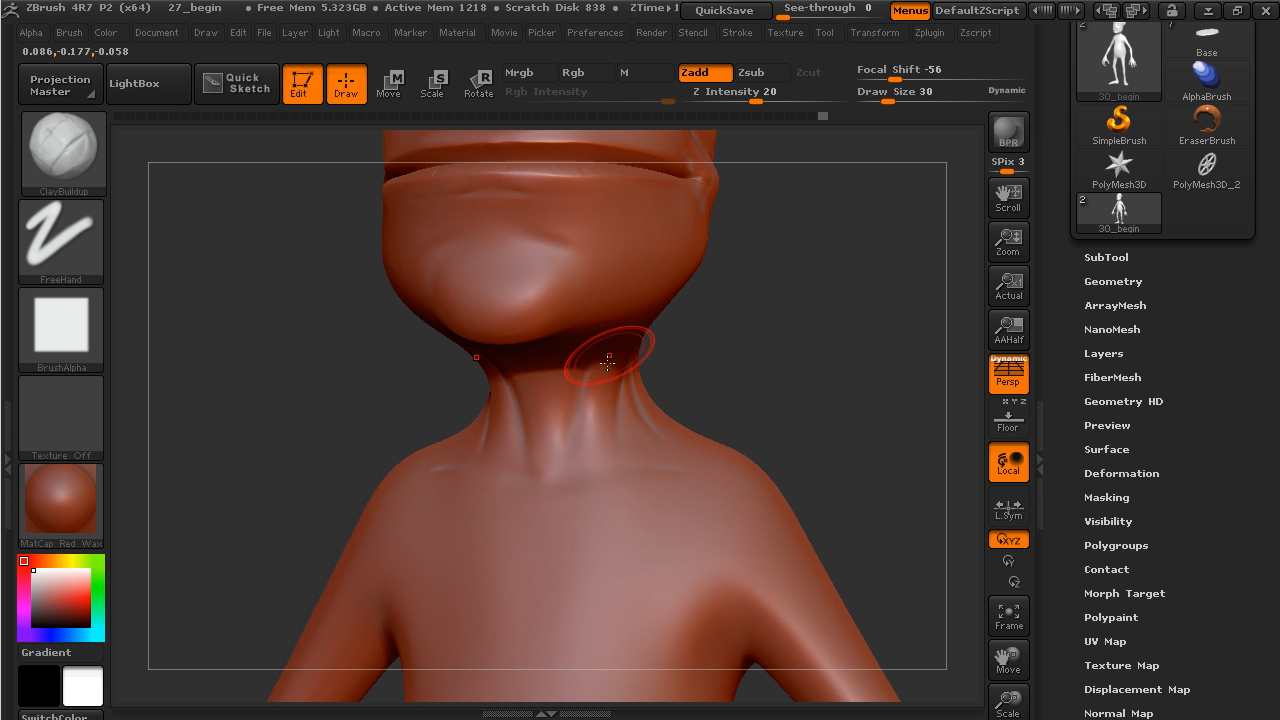 ZBrush 4R7 P2 (x64) 27_begin • Free Mem 5.323GB • Active Mem 1218 • Scratch Disk 838 • ZTime QuickSave See-through 0 Menus DefaultZScript
Alpha Brush Color Document Draw Edit File Layer Light Macro Marker Material Movie Picker Preferences Render Stencil Stroke Texture Tool Transform Zplugin Zscript
0.086,-0.177,-0.058
Projection Master
LightBox
Quick Sketch
Edit
Draw
Move
Scale
Rotate
Mrgb Rgb M Zadd Zsub Zcut
Rgb Intensity Z Intensity 20
Focal Shift -56
Draw Size 30 Dynamic
ClayBuildup
FreeHand
BrushAlpha
Texture Off
MatCap Red Wax
Gradient
SwitchColor
BPR
SPix 3
Scroll
Zoom
Actual
AAHalf
Dynamic
Persp
X Y Z
Floor
Local
L.Sym
XYZ
Y
Z
Frame
Move
Scale
2
Base
3D_begin AlphaBrush
SimpleBrush EraserBrush
PolyMesh3D PolyMesh3D_2
2
3D_begin
SubTool
Geometry
ArrayMesh
NanoMesh
Layers
FiberMesh
Geometry HD
Preview
Surface
Deformation
Masking
Visibility
Polygroups
Contact
Morph Target
Polypaint
UV Map
Texture Map
Displacement Map
Normal Map